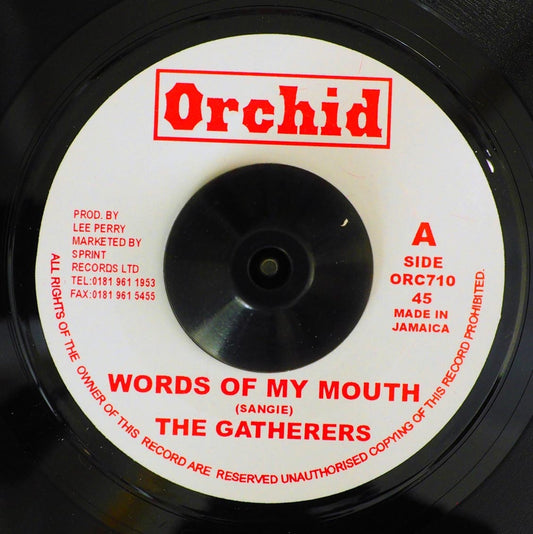 Orchid
PROD. BY
LEE PERRY
MARKETED BY
SPRINT
RECORDS LTD
TEL:0181 961 1953
FAX:0181 961 5455
A
SIDE
ORC710
45
MADE IN
JAMAICA
WORDS OF MY MOUTH
(SANGIE)
THE GATHERERS
ALL RIGHTS OF THE OWNER OF THIS RECORD ARE RESERVED UNAUTHORISED COPYING OF THIS RECORD PROHIBITED.